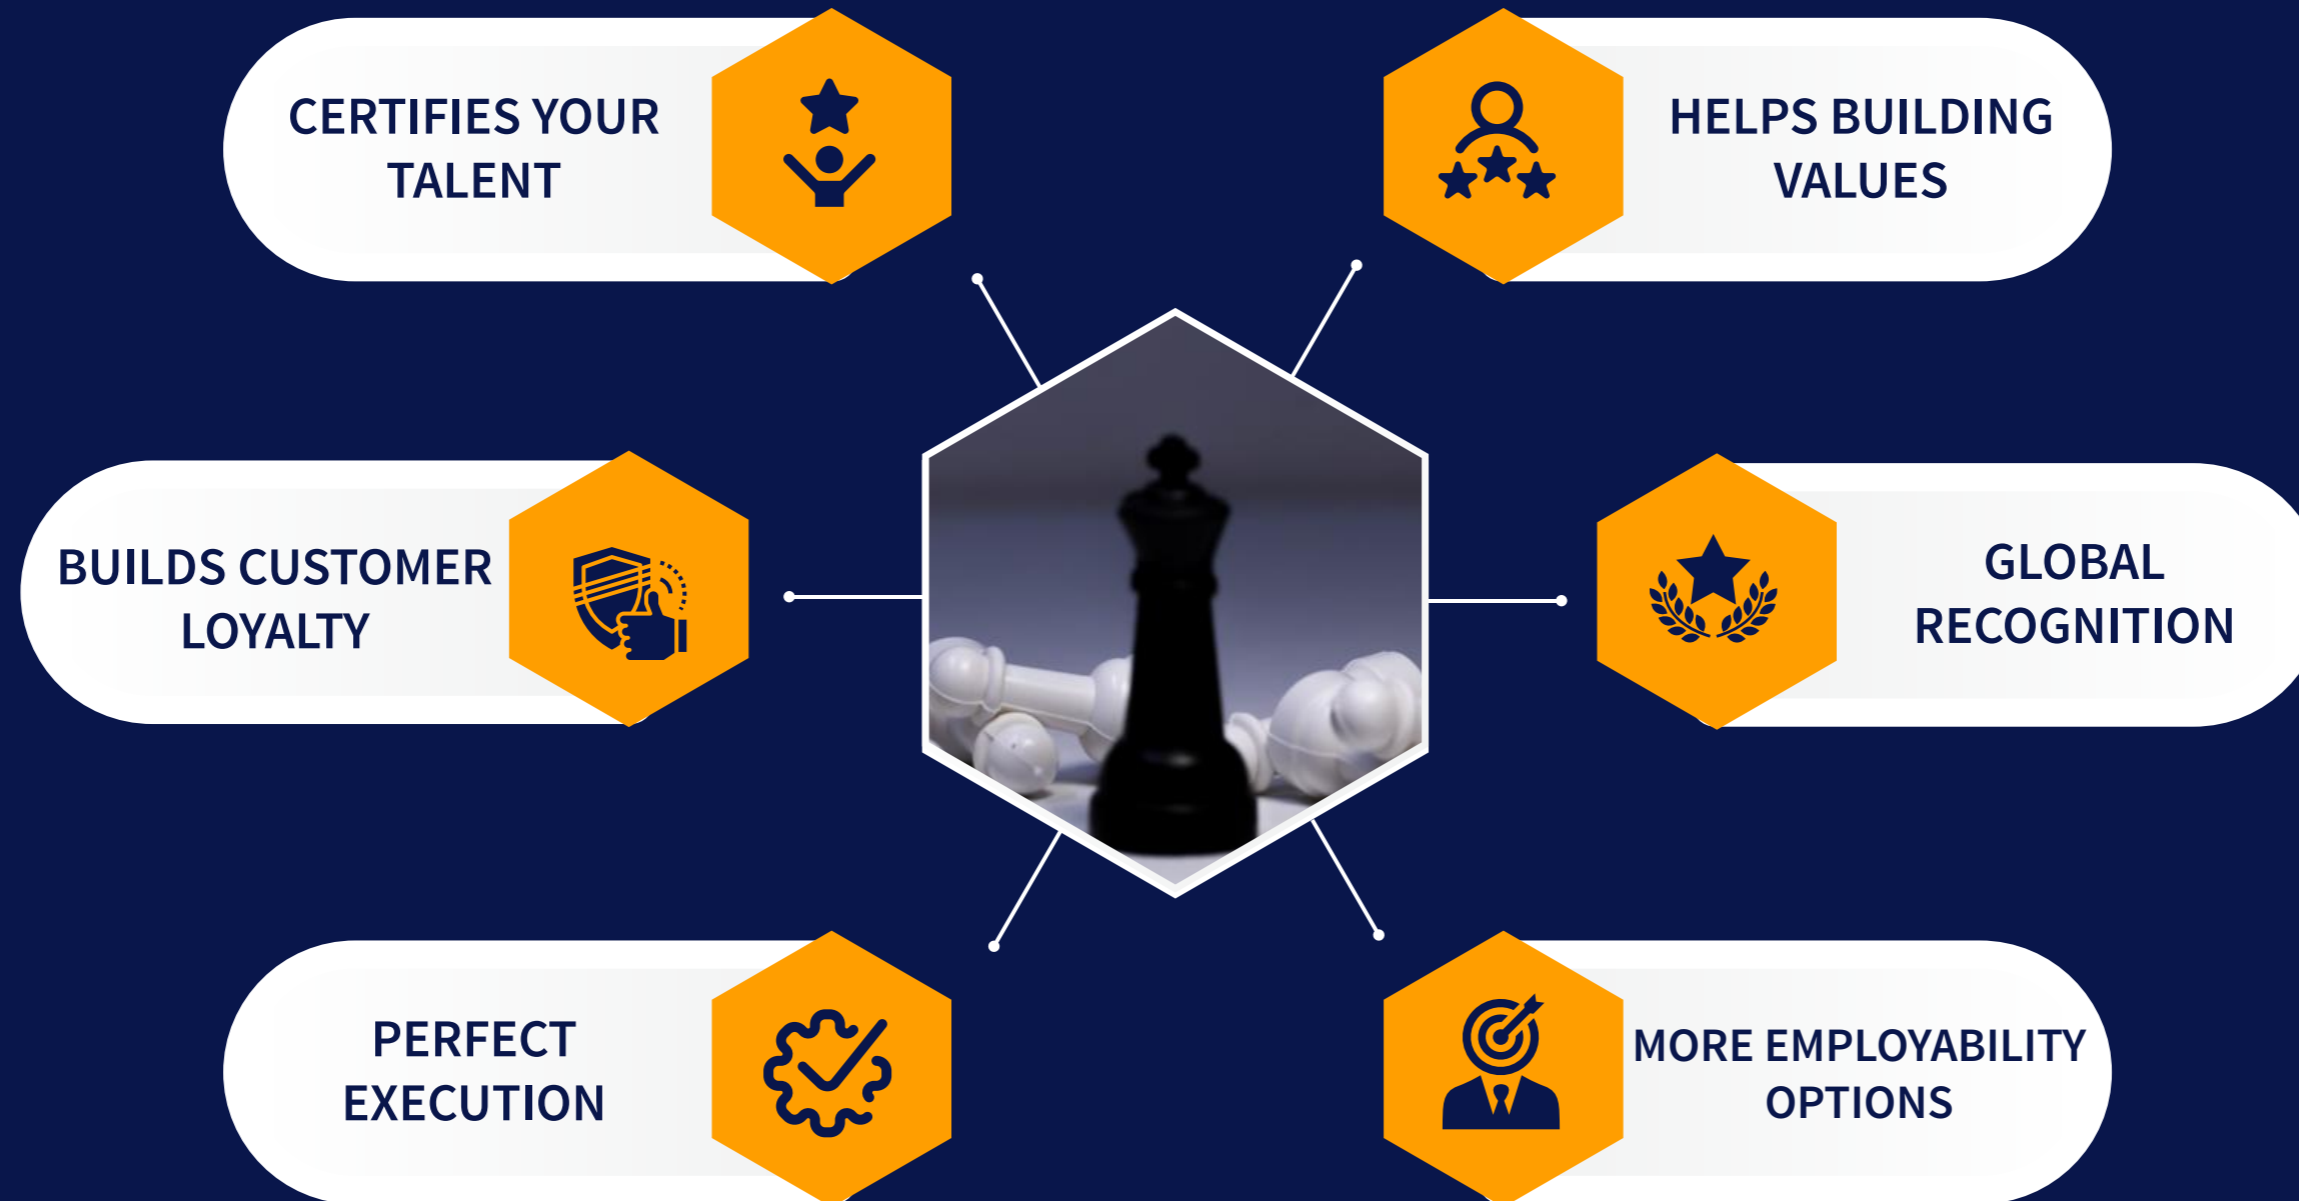 CERTIFIES YOUR
TALENT
HELPS BUILDING
VALUES
BUILDS CUSTOMER
LOYALTY
GLOBAL
RECOGNITION
PERFECT
EXECUTION
MORE EMPLOYABILITY
OPTIONS